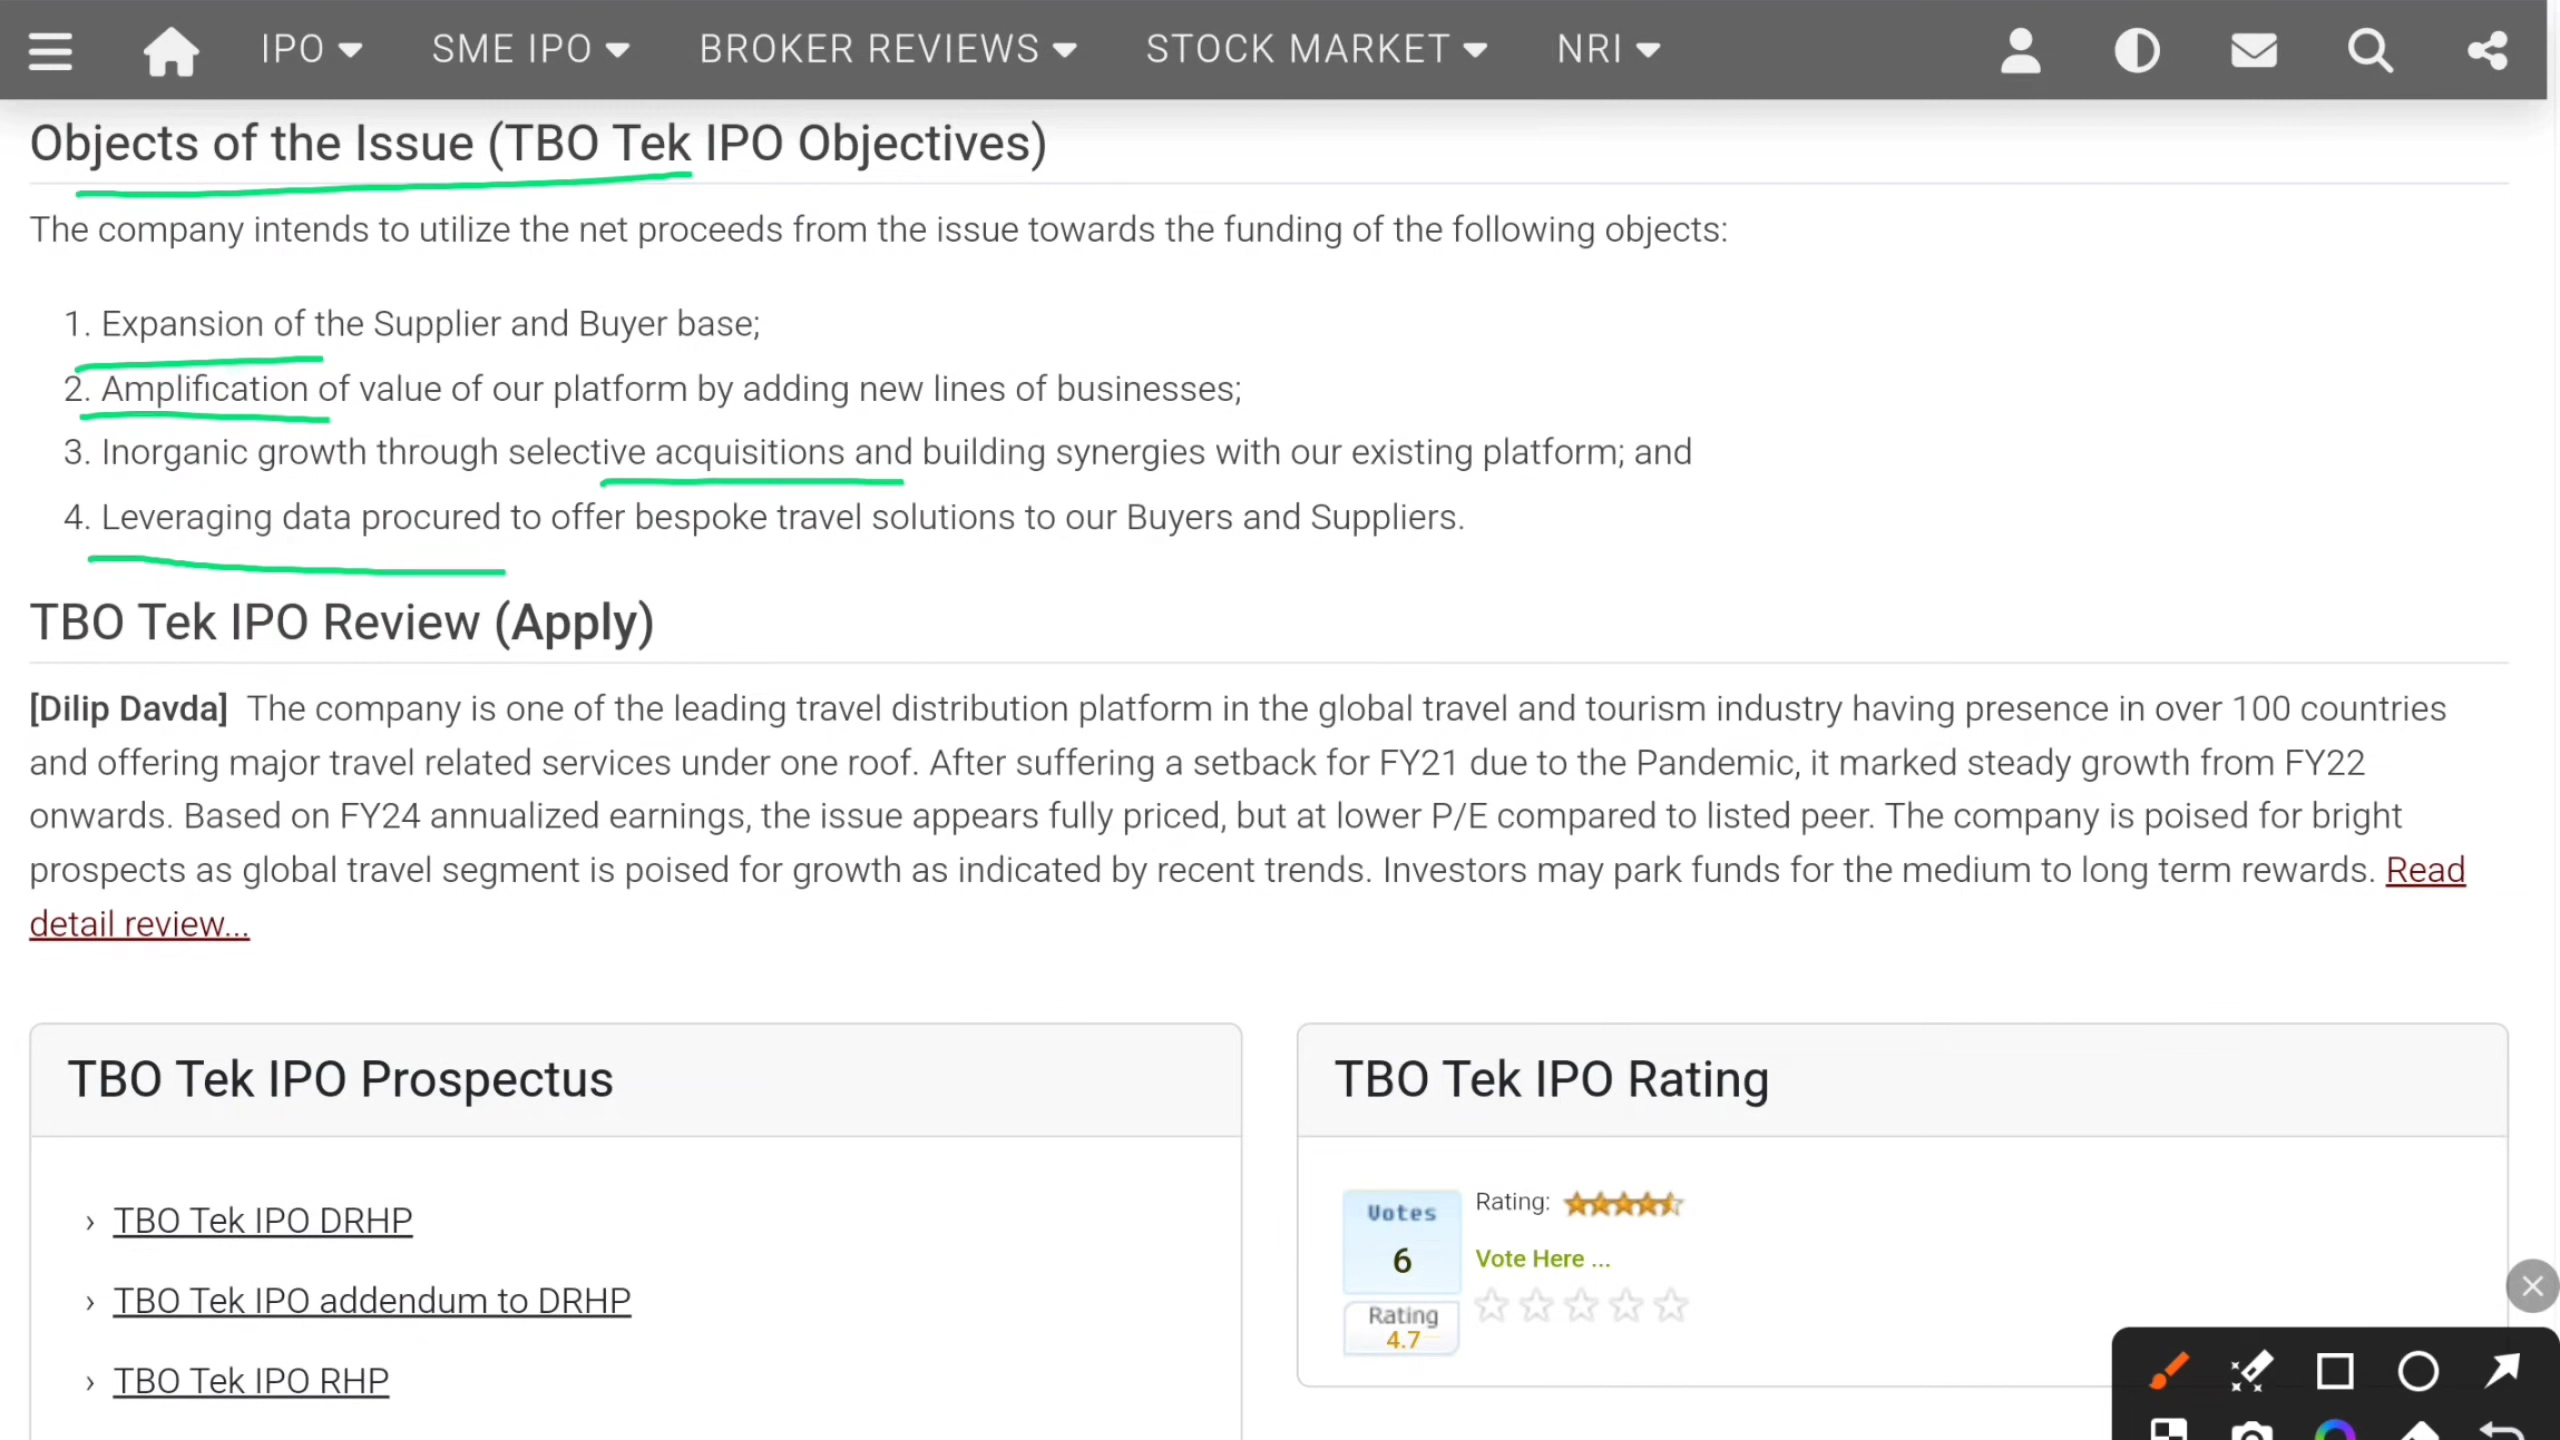 IPO SME IPO BROKER REVIEWS STOCK MARKET NRI
Objects of the Issue (TBO Tek IPO Objectives)
The company intends to utilize the net proceeds from the issue towards the funding of the following objects:
1. Expansion of the Supplier and Buyer base;
2. Amplification of value of our platform by adding new lines of businesses;
3. Inorganic growth through selective acquisitions and building synergies with our existing platform; and
4. Leveraging data procured to offer bespoke travel solutions to our Buyers and Suppliers.
TBO Tek IPO Review (Apply)
[Dilip Davda] The company is one of the leading travel distribution platform in the global travel and tourism industry having presence in over 100 countries
and offering major travel related services under one roof. After suffering a setback for FY21 due to the Pandemic, it marked steady growth from FY22
onwards. Based on FY24 annualized earnings, the issue appears fully priced, but at lower P/E compared to listed peer. The company is poised for bright
prospects as global travel segment is poised for growth as indicated by recent trends. Investors may park funds for the medium to long term rewards. Read
detail review...
TBO Tek IPO Prospectus
› TBO Tek IPO DRHP
› TBO Tek IPO addendum to DRHP
› TBO Tek IPO RHP
TBO Tek IPO Rating
Votes
6
Rating
4.7
Rating:
Vote Here ...